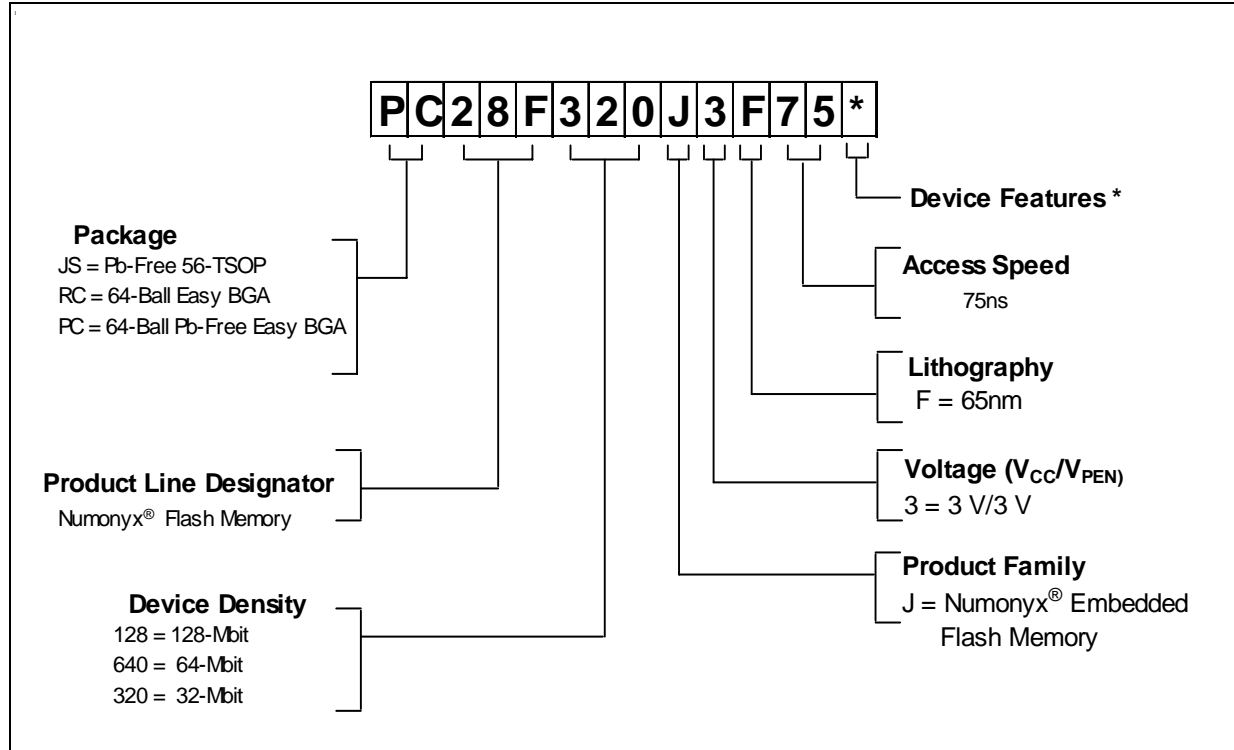 PC28F320J3F75*
Device Features *
Package
JS = Pb-Free 56-TSOP
RC = 64-Ball Easy BGA
PC = 64-Ball Pb-Free Easy BGA
Access Speed
75ns
Lithography
F = 65nm
Product Line Designator
Numonyx® Flash Memory
Voltage (VCC/VPEN)
3 = 3 V/3 V
Device Density
128 = 128-Mbit
640 = 64-Mbit
320 = 32-Mbit
Product Family
J = Numonyx® Embedded
Flash Memory